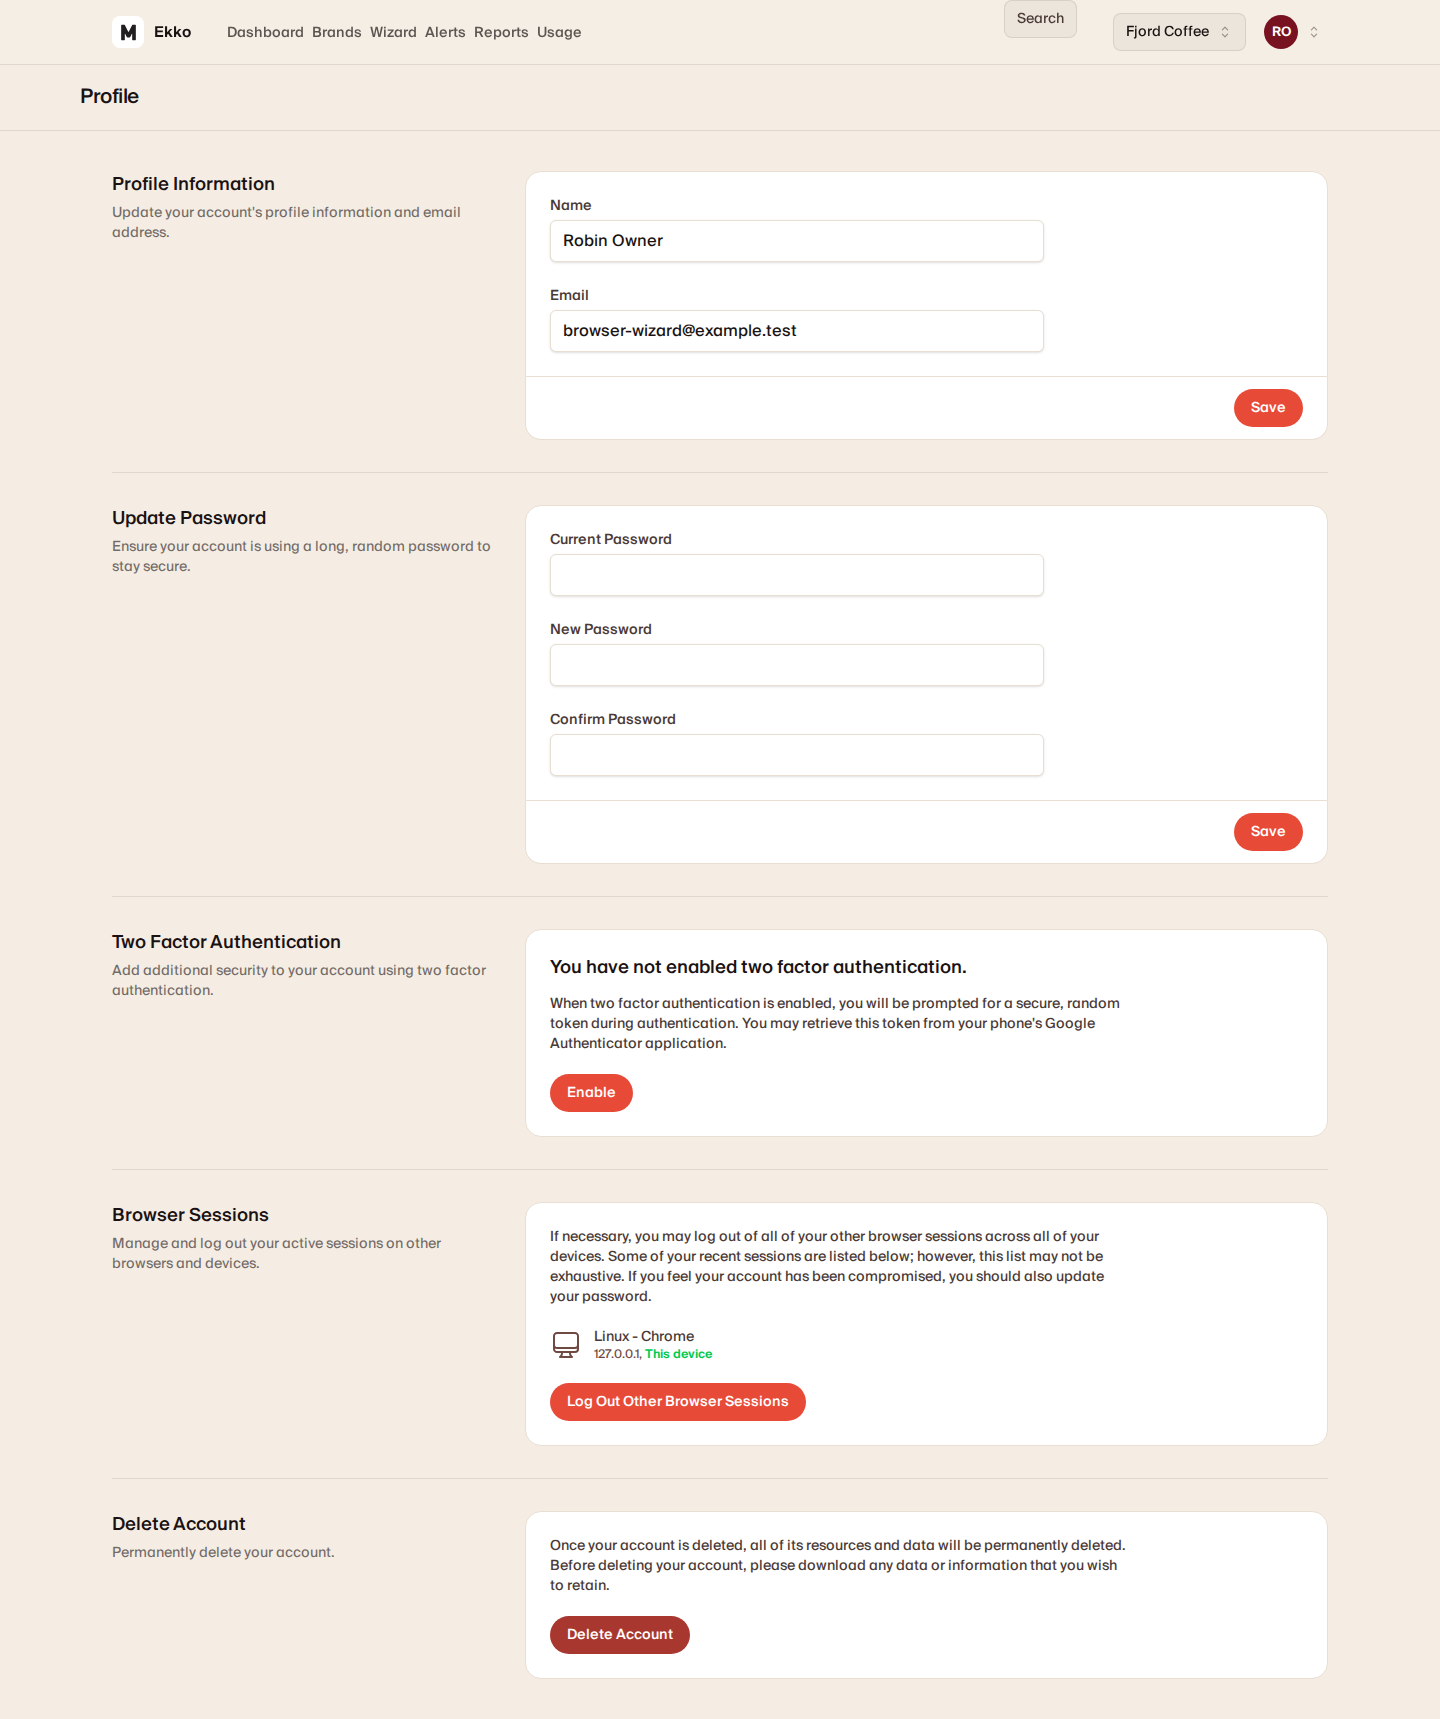 M Ekko Dashboard Brands Wizard Alerts Reports Usage Search Fjord Coffee RO
Profile
Profile Information
Update your account's profile information and email
address.
Name
Robin Owner
Email
browser-wizard@example.test
Save
Update Password
Ensure your account is using a long, random password to
stay secure.
Current Password
New Password
Confirm Password
Save
Two Factor Authentication
Add additional security to your account using two factor
authentication.
You have not enabled two factor authentication.
When two factor authentication is enabled, you will be prompted for a secure, random
token during authentication. You may retrieve this token from your phone's Google
Authenticator application.
Enable
Browser Sessions
Manage and log out your active sessions on other
browsers and devices.
If necessary, you may log out of all of your other browser sessions across all of your
devices. Some of your recent sessions are listed below; however, this list may not be
exhaustive. If you feel your account has been compromised, you should also update
your password.
Linux - Chrome
127.0.0.1, This device
Log Out Other Browser Sessions
Delete Account
Permanently delete your account.
Once your account is deleted, all of its resources and data will be permanently deleted.
Before deleting your account, please download any data or information that you wish
to retain.
Delete Account